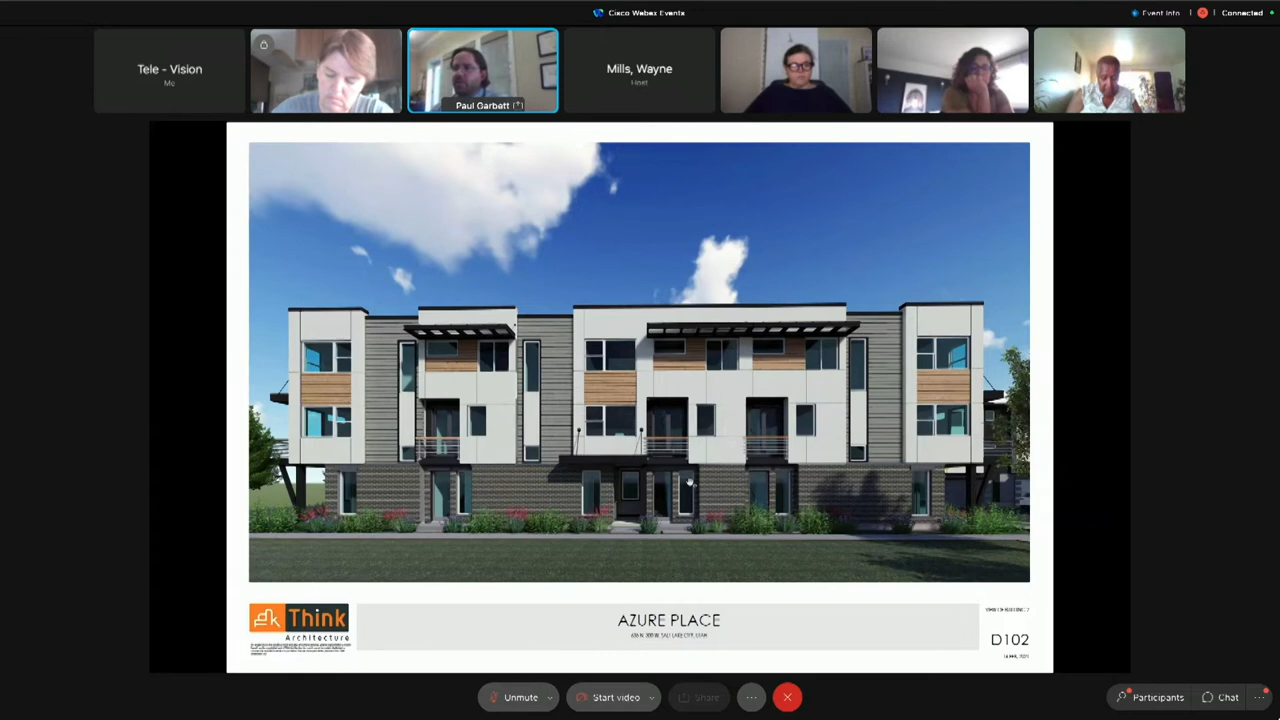 Cisco Webex Events
Event Info
Connected
Tele - Vision
Me
Paul Garbett
Mills, Wayne
Host
Think
Architecture
AZURE PLACE
D102
Unmute
Start video
Share
Participants
Chat